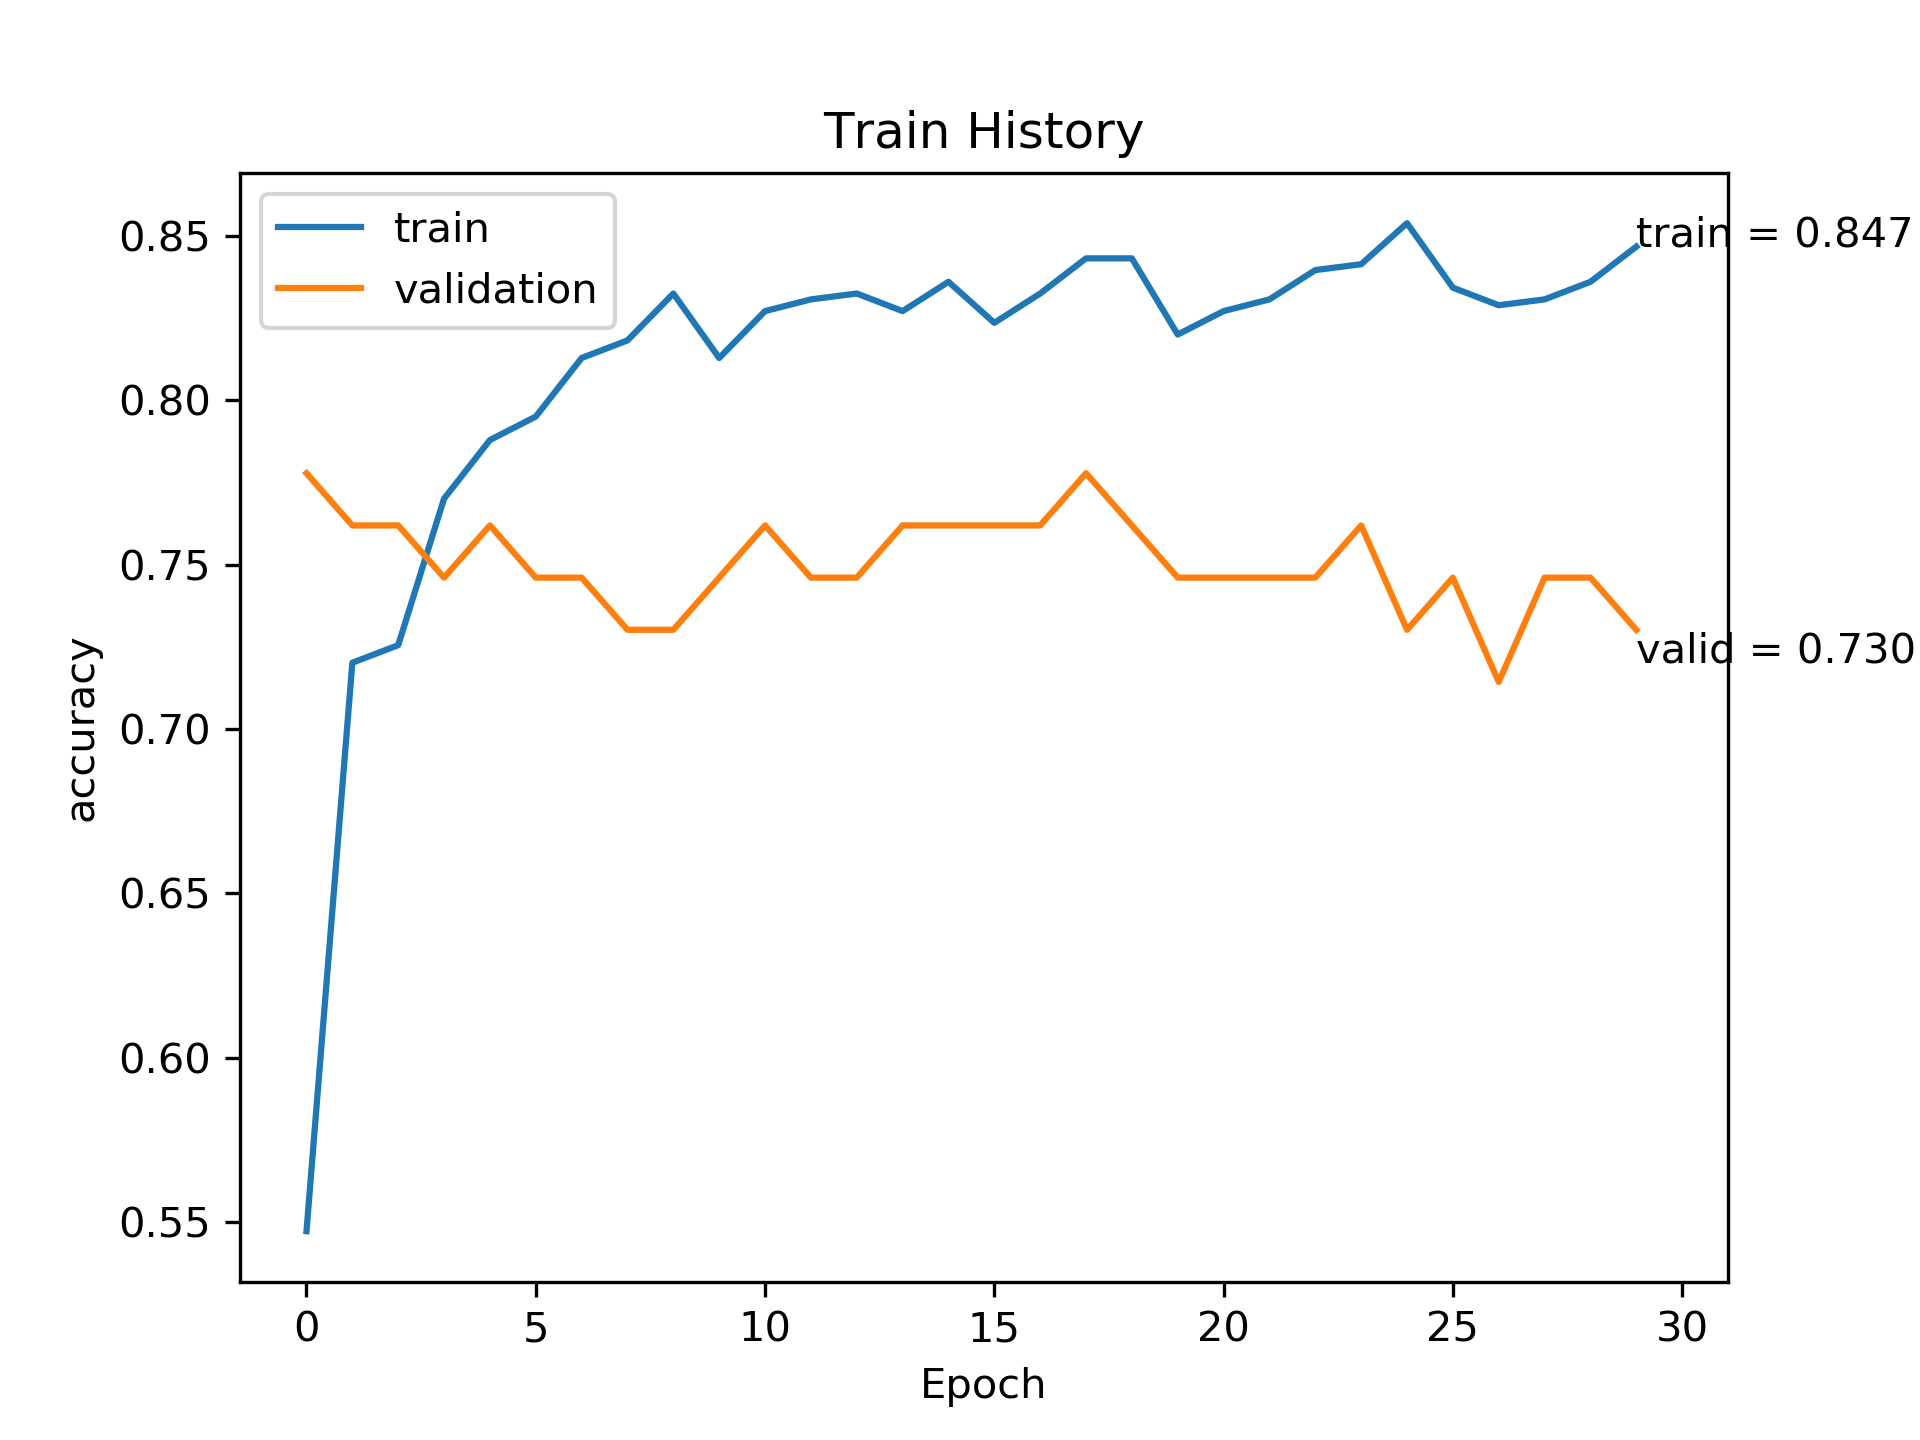 Train History
train
validation
train = 0.847
valid = 0.730
accuracy
0.85
0.80
0.75
0.70
0.65
0.60
0.55
0 5 10 15 20 25 30
Epoch